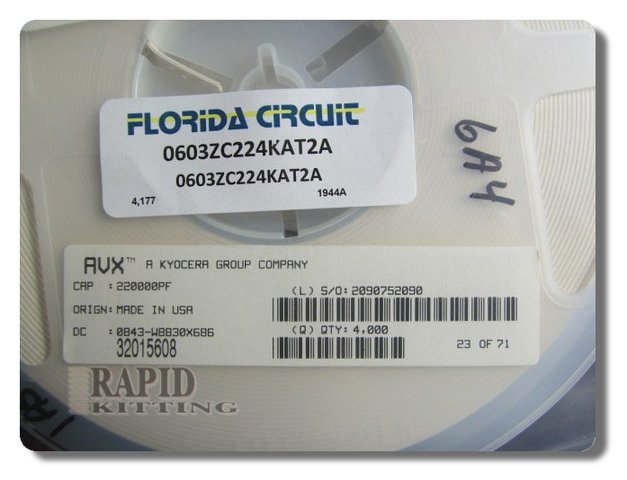 FLORIDA CIRCUIT
0603ZC224KAT2A
0603ZC224KAT2A
4,177 1944A
6A4
AVX™ A KYOCERA GROUP COMPANY
CAP :220000PF (L) S/O:2090752090
ORIGN:MADE IN USA
DC :0843-W8B30X6G6 (Q) QTY:4,000
32015608 23 OF 71
RAPID
KITTING